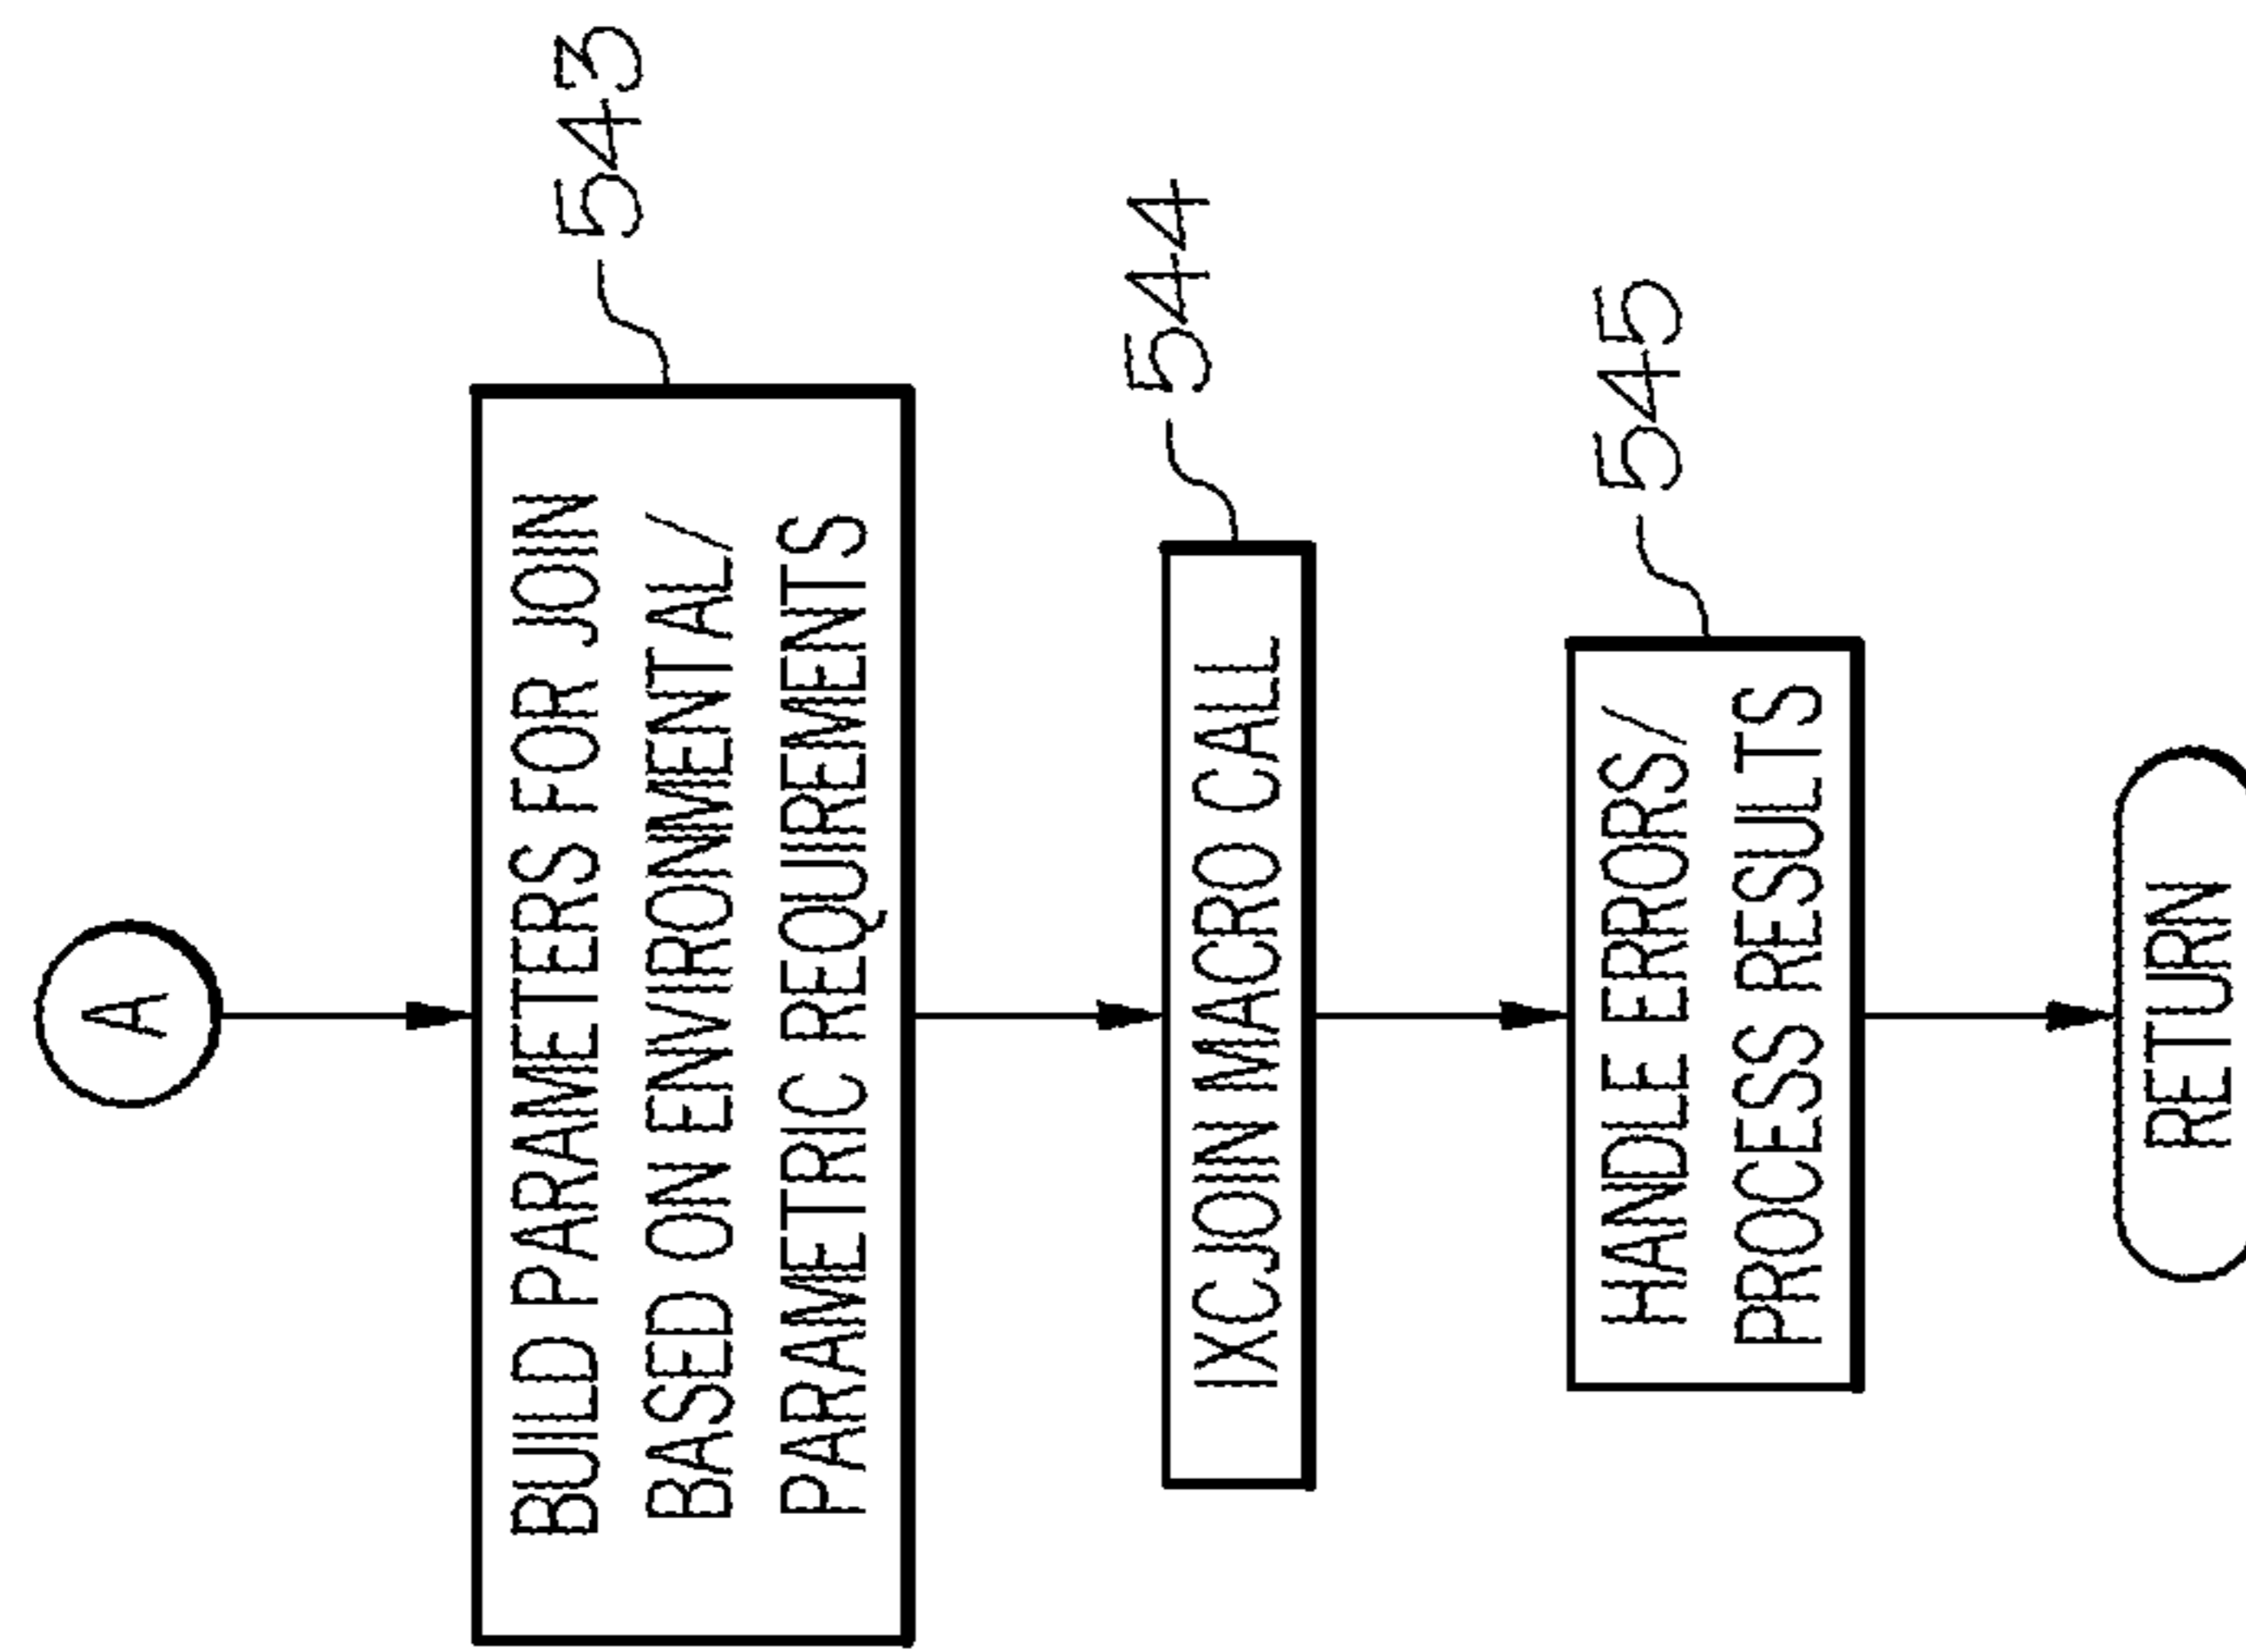 A
BUILD PARAMETERS FOR JOIN
BASED ON ENVIRONMENTAL/
PARAMETRIC REQUIREMENTS
543
IXCJOIN MACRO CALL
544
HANDLE ERRORS/
PROCESS RESULTS
545
RETURN